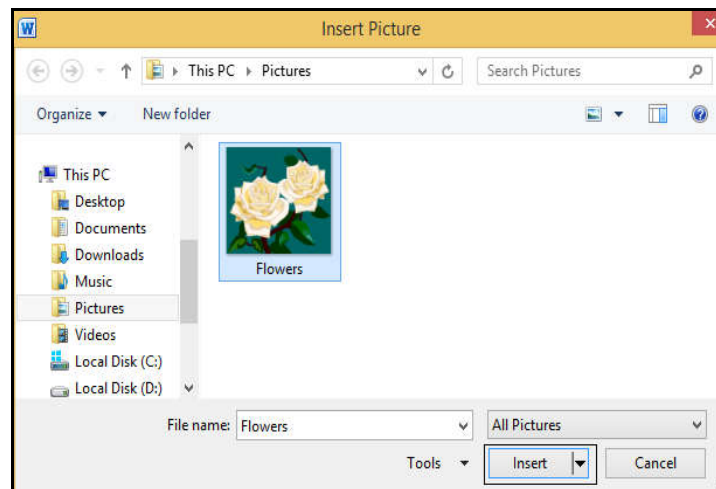 W Insert Picture ×
This PC Pictures Search Pictures
Organize New folder
This PC
Desktop
Documents
Downloads
Music
Pictures
Videos
Local Disk (C:)
Local Disk (D:)
Flowers
File name: Flowers All Pictures
Tools Insert Cancel